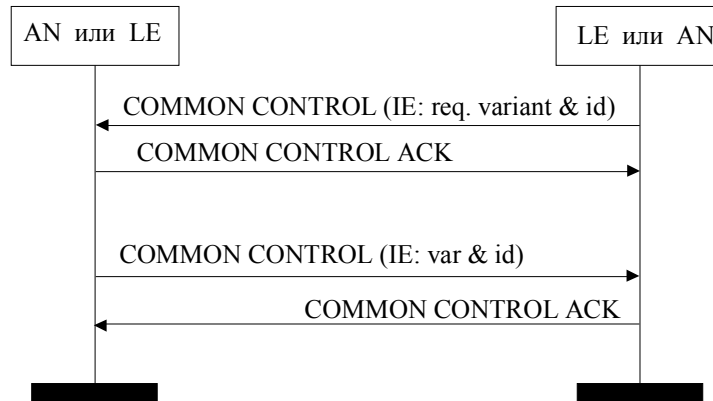 AN или LE
LE или AN
COMMON CONTROL (IE: req. variant & id)
COMMON CONTROL ACK
COMMON CONTROL (IE: var & id)
COMMON CONTROL ACK